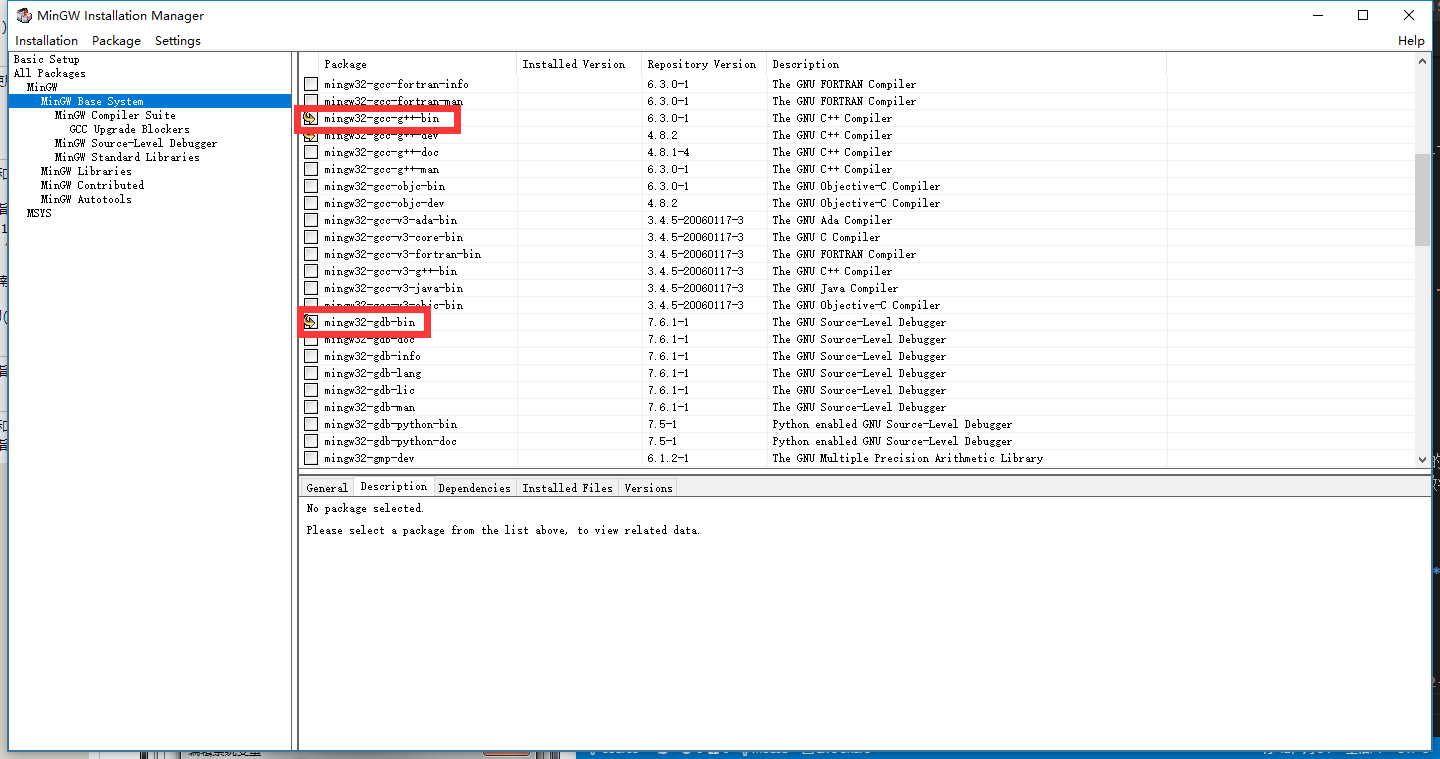 MinGW Installation Manager
Installation Package Settings Help
Basic Setup
All Packages
MinGW
MinGW Base System
MinGW Compiler Suite
GCC Upgrade Blockers
MinGW Source-Level Debugger
MinGW Standard Libraries
MinGW Libraries
MinGW Contributed
MinGW Autotools
MSYS
Package Installed Version Repository Version Description
mingw32-gcc-fortran-info 6.3.0-1 The GNU FORTRAN Compiler
mingw32-gcc-fortran-man 6.3.0-1 The GNU FORTRAN Compiler
mingw32-gcc-g++-bin 6.3.0-1 The GNU C++ Compiler
mingw32-gcc-g++-dev 4.8.2 The GNU C++ Compiler
mingw32-gcc-g++-doc 4.8.1-4 The GNU C++ Compiler
mingw32-gcc-g++-man 6.3.0-1 The GNU C++ Compiler
mingw32-gcc-objc-bin 6.3.0-1 The GNU Objective-C Compiler
mingw32-gcc-objc-dev 4.8.2 The GNU Objective-C Compiler
mingw32-gcc-v3-ada-bin 3.4.5-20060117-3 The GNU Ada Compiler
mingw32-gcc-v3-core-bin 3.4.5-20060117-3 The GNU C Compiler
mingw32-gcc-v3-fortran-bin 3.4.5-20060117-3 The GNU FORTRAN Compiler
mingw32-gcc-v3-g++-bin 3.4.5-20060117-3 The GNU C++ Compiler
mingw32-gcc-v3-java-bin 3.4.5-20060117-3 The GNU Java Compiler
mingw32-gcc-v3-objc-bin 3.4.5-20060117-3 The GNU Objective-C Compiler
mingw32-gdb-bin 7.6.1-1 The GNU Source-Level Debugger
mingw32-gdb-doc 7.6.1-1 The GNU Source-Level Debugger
mingw32-gdb-info 7.6.1-1 The GNU Source-Level Debugger
mingw32-gdb-lang 7.6.1-1 The GNU Source-Level Debugger
mingw32-gdb-lic 7.6.1-1 The GNU Source-Level Debugger
mingw32-gdb-man 7.6.1-1 The GNU Source-Level Debugger
mingw32-gdb-python-bin 7.5-1 Python enabled GNU Source-Level Debugger
mingw32-gdb-python-doc 7.5-1 Python enabled GNU Source-Level Debugger
mingw32-gmp-dev 6.1.2-1 The GNU Multiple Precision Arithmetic Library
General Description Dependencies Installed Files Versions
No package selected.
Please select a package from the list above, to view related data.